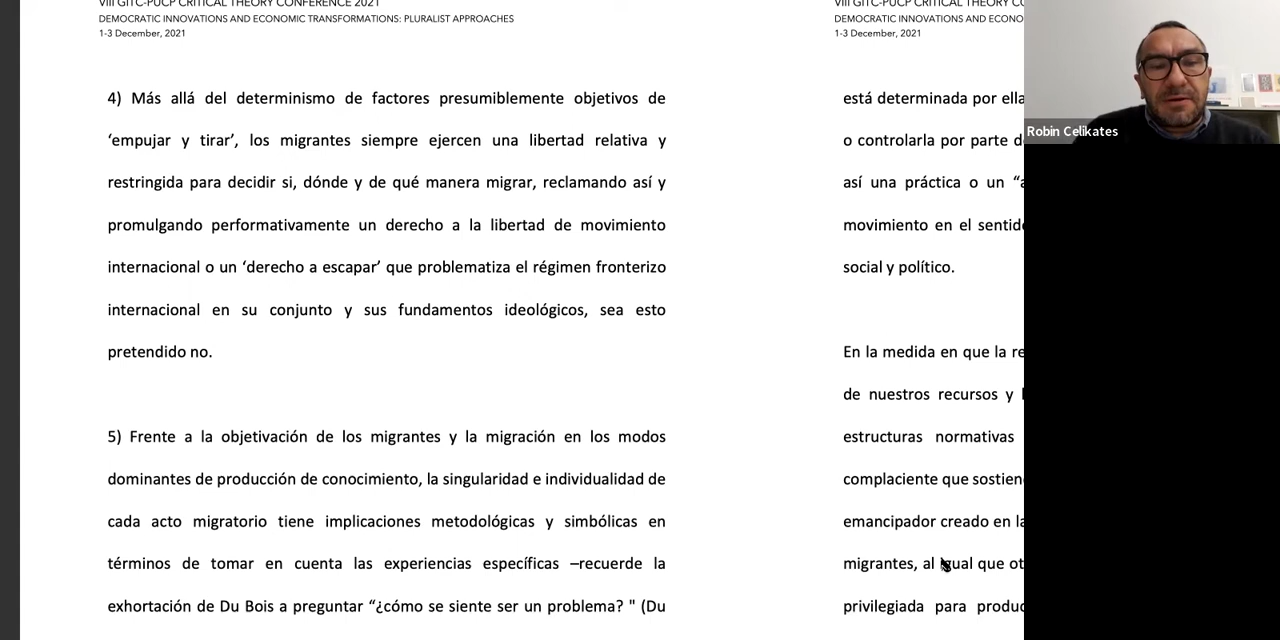 VIII GITC-PUCP CRITICAL THEORY CONFERENCE 2021
DEMOCRATIC INNOVATIONS AND ECONOMIC TRANSFORMATIONS: PLURALIST APPROACHES
1-3 December, 2021
4) Más allá del determinismo de factores presumiblemente objetivos de
‘empujar y tirar’, los migrantes siempre ejercen una libertad relativa y
restringida para decidir si, dónde y de qué manera migrar, reclamando así y
promulgando performativamente un derecho a la libertad de movimiento
internacional o un ‘derecho a escapar’ que problematiza el régimen fronterizo
internacional en su conjunto y sus fundamentos ideológicos, sea esto
pretendido no.
5) Frente a la objetivación de los migrantes y la migración en los modos
dominantes de producción de conocimiento, la singularidad e individualidad de
cada acto migratorio tiene implicaciones metodológicas y simbólicas en
términos de tomar en cuenta las experiencias específicas –recuerde la
exhortación de Du Bois a preguntar “¿cómo se siente ser un problema? " (Du
VIII GITC-PUCP CRITICAL THEORY
DEMOCRATIC INNOVATIONS AND ECONO
1-3 December, 2021
está determinada por ella
o controlarla por parte
así una práctica o un
movimiento en el sentid
social y político.
En la medida en que la re
de nuestros recursos y
estructuras normativas
complaciente que sostien
emancipador creado en la
migrantes, al igual que ot
privilegiada para produc
Robin Celikates